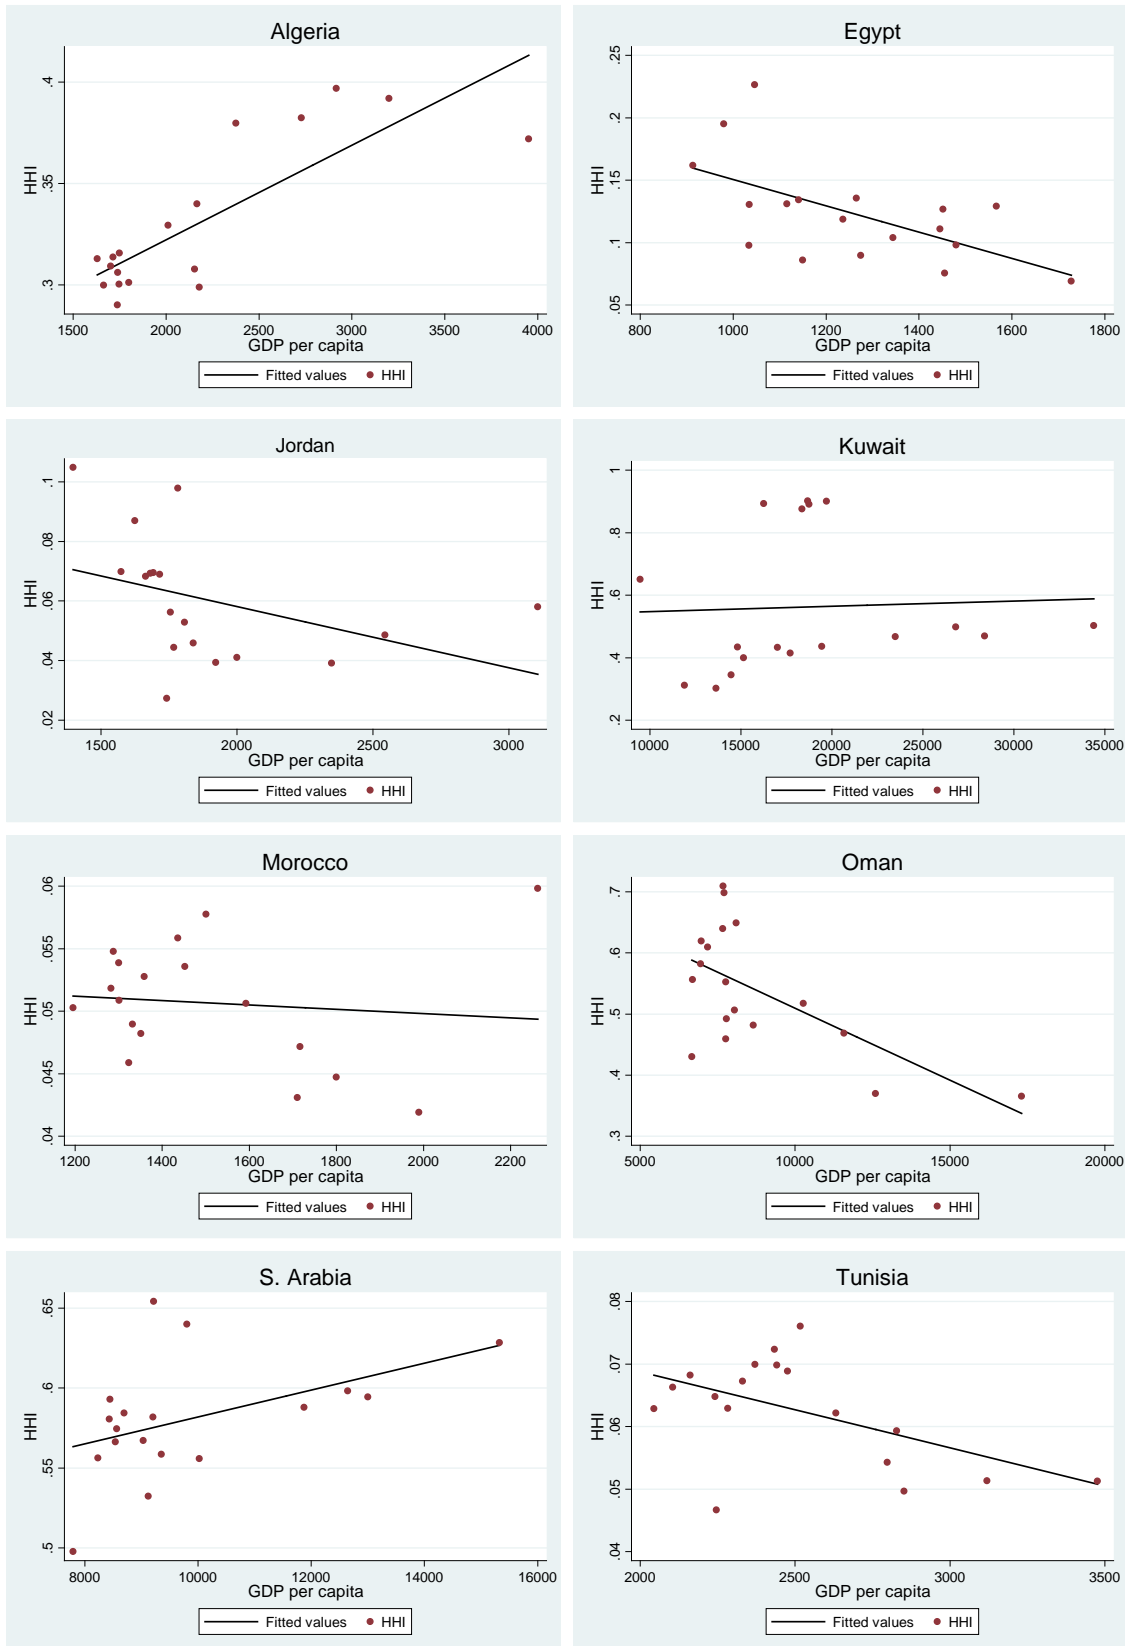 Algeria
HHI
.3
.35
.4
1500 2000 2500 3000 3500 4000
GDP per capita
Fitted values HHI
Egypt
HHI
.05
.1
.15
.2
.25
800 1000 1200 1400 1600 1800
GDP per capita
Fitted values HHI
Jordan
HHI
.02
.04
.06
.08
.1
1500 2000 2500 3000
GDP per capita
Fitted values HHI
Kuwait
HHI
.2
.4
.6
.8
1
10000 15000 20000 25000 30000 35000
GDP per capita
Fitted values HHI
Morocco
HHI
.04
.045
.05
.055
.06
1200 1400 1600 1800 2000 2200
GDP per capita
Fitted values HHI
Oman
HHI
.3
.4
.5
.6
.7
5000 10000 15000 20000
GDP per capita
Fitted values HHI
S. Arabia
HHI
.5
.55
.6
.65
8000 10000 12000 14000 16000
GDP per capita
Fitted values HHI
Tunisia
HHI
.04
.05
.06
.07
.08
2000 2500 3000 3500
GDP per capita
Fitted values HHI